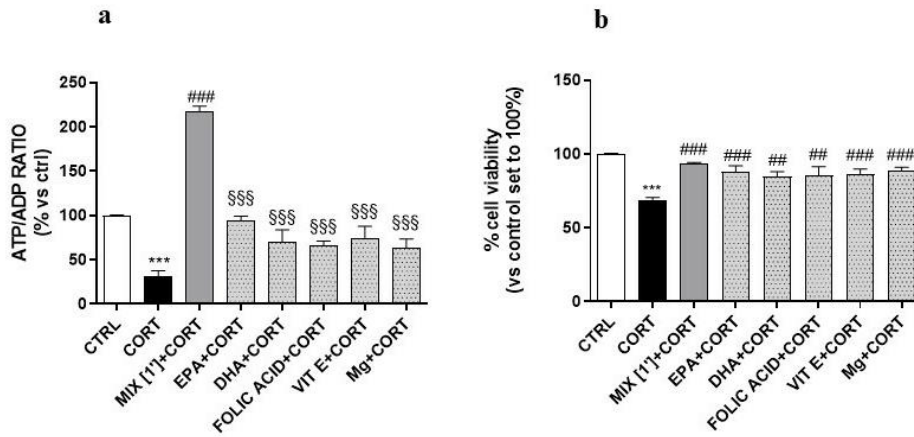 a
ATP/ADP RATIO
(% vs ctrl)
250
200
150
100
50
0
***
###
§§§
§§§
§§§
§§§
§§§
CTRL
CORT
MIX [1']+CORT
EPA+CORT
DHA+CORT
FOLIC ACID+CORT
VIT E+CORT
Mg+CORT
b
% cell viability
(vs control set to 100%)
150
100
50
0
***
###
###
##
##
###
###
CTRL
CORT
MIX [1']+CORT
EPA+CORT
DHA+CORT
FOLIC ACID+CORT
VIT E+CORT
Mg+CORT